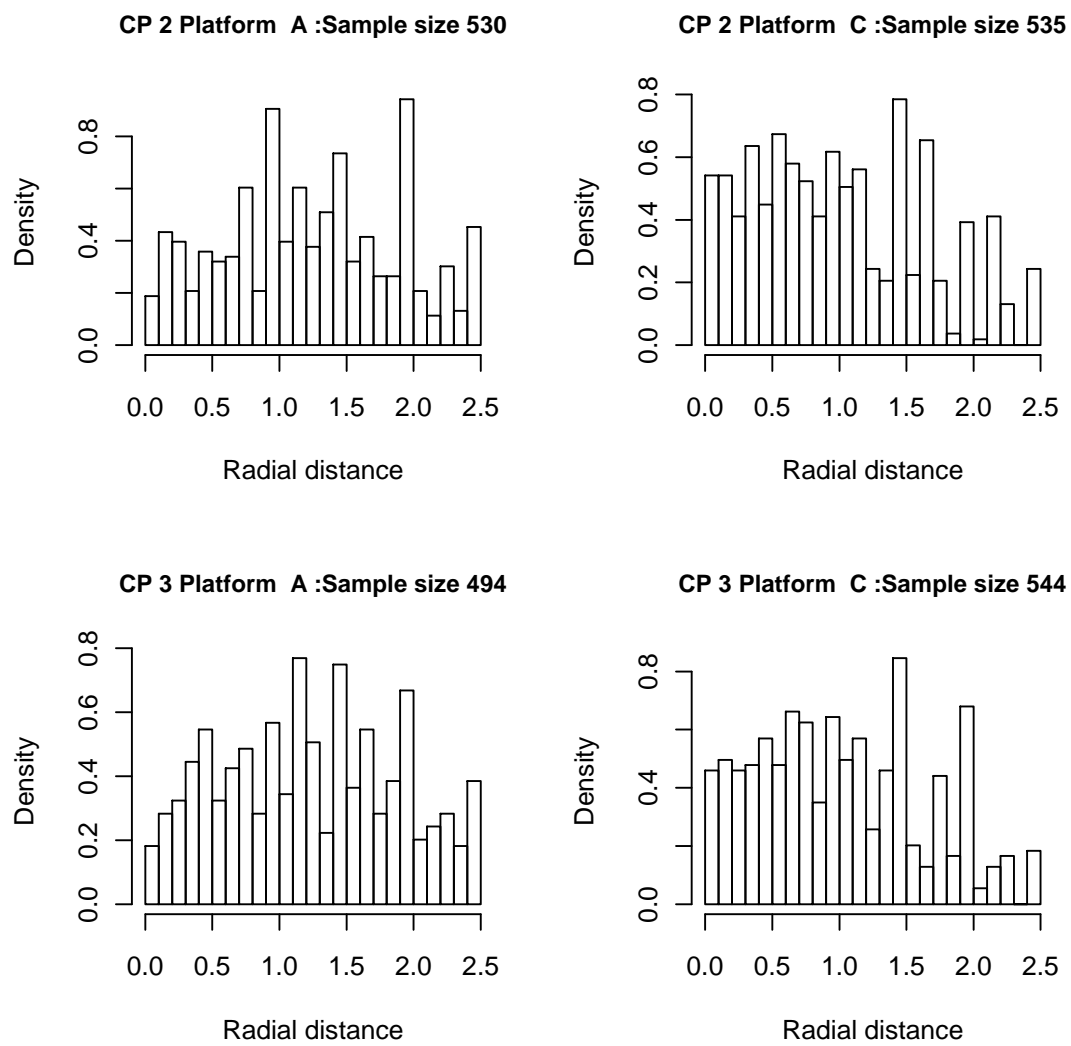 CP 2 Platform  A :Sample size 530
Density
0.0 0.4 0.8
0.0 0.5 1.0 1.5 2.0 2.5
Radial distance
CP 2 Platform  C :Sample size 535
Density
0.0 0.2 0.4 0.6 0.8
0.0 0.5 1.0 1.5 2.0 2.5
Radial distance
CP 3 Platform  A :Sample size 494
Density
0.0 0.2 0.4 0.6 0.8
0.0 0.5 1.0 1.5 2.0 2.5
Radial distance
CP 3 Platform  C :Sample size 544
Density
0.0 0.4 0.8
0.0 0.5 1.0 1.5 2.0 2.5
Radial distance